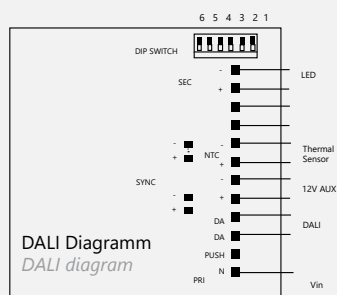 6 5 4 3 2 1
DIP SWITCH
-
LED
SEC
+
-
Thermal
Sensor
-
NTC
+
+
-
SYNC
12V AUX
-
+
+
DA
DALI
DA
DALI Diagramm
DALI diagram
PUSH
N
PRI
Vin